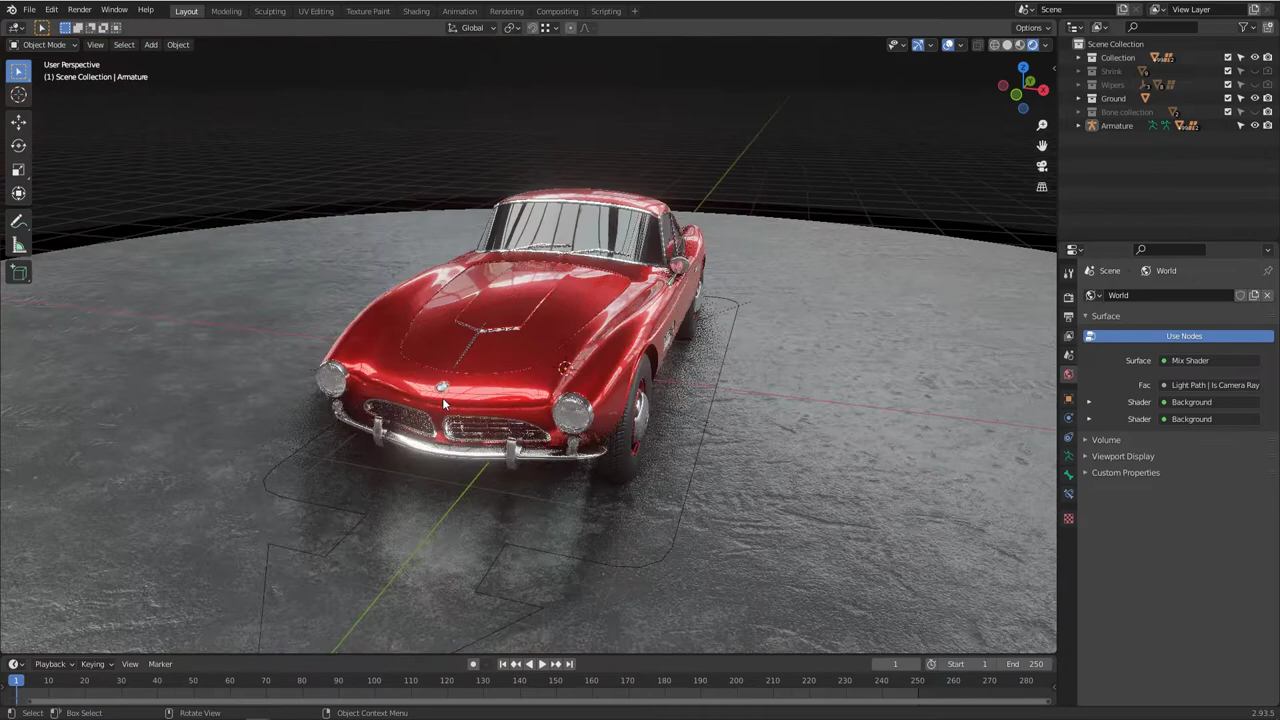 File Edit Render Window Help Layout Modeling Sculpting UV Editing Texture Paint Shading Animation Rendering Compositing Scripting + Scene View Layer
Global Options
Object Mode View Select Add Object
User Perspective
(1) Scene Collection | Armature
Z
Y
X
Scene Collection
Collection
Shrink
Wipers
Ground
Bone collection
Armature
Scene World
World
Surface
Use Nodes
Surface Mix Shader
Fac Light Path | Is Camera Ray
Shader Background
Shader Background
Volume
Viewport Display
Custom Properties
Playback Keying View Marker 1 Start 1 End 250
1 10 20 30 40 50 60 70 80 90 100 110 120 130 140 150 160 170 180 190 200 210 220 230 240 250 260 270 280
Select Box Select Rotate View Object Context Menu 2.93.5